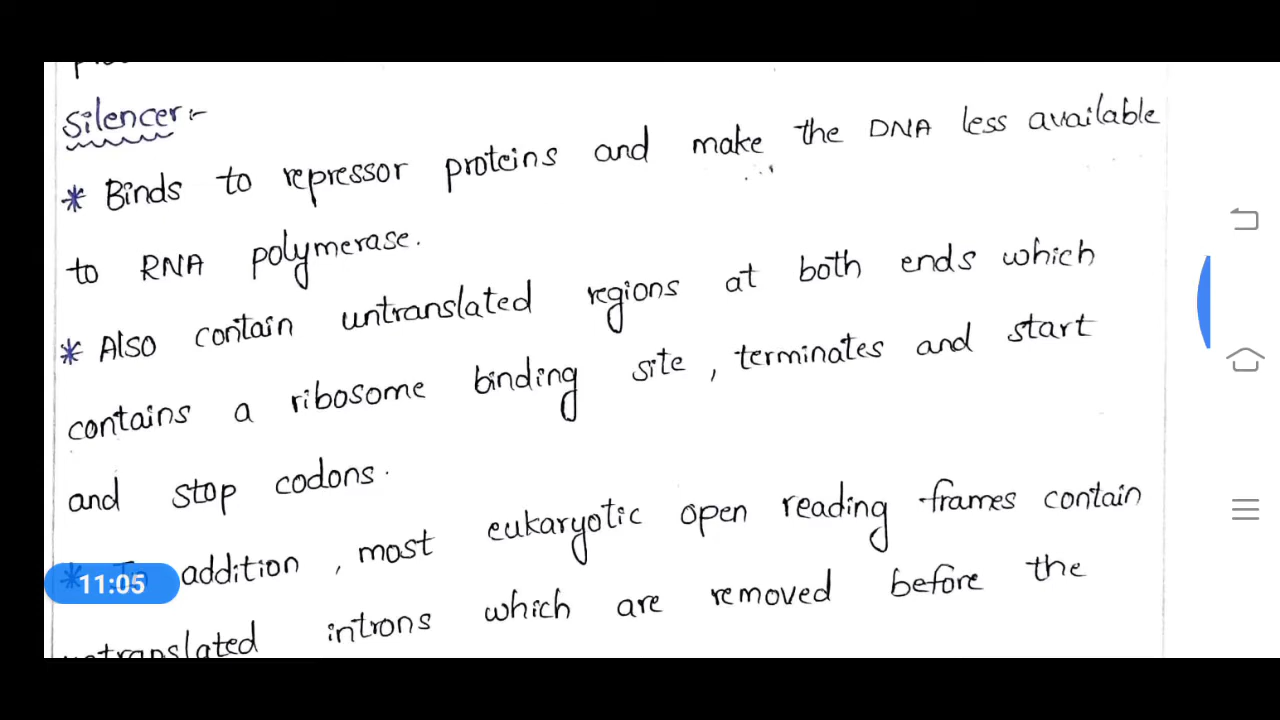 Silencer:-
* Binds to repressor proteins and make the DNA less available
to RNA polymerase.
* Also contain untranslated regions at both ends which
contains a ribosome binding site, terminates and start
and stop codons.
* In addition, most eukaryotic open reading frames contain
11:05
untranslated introns which are removed before the